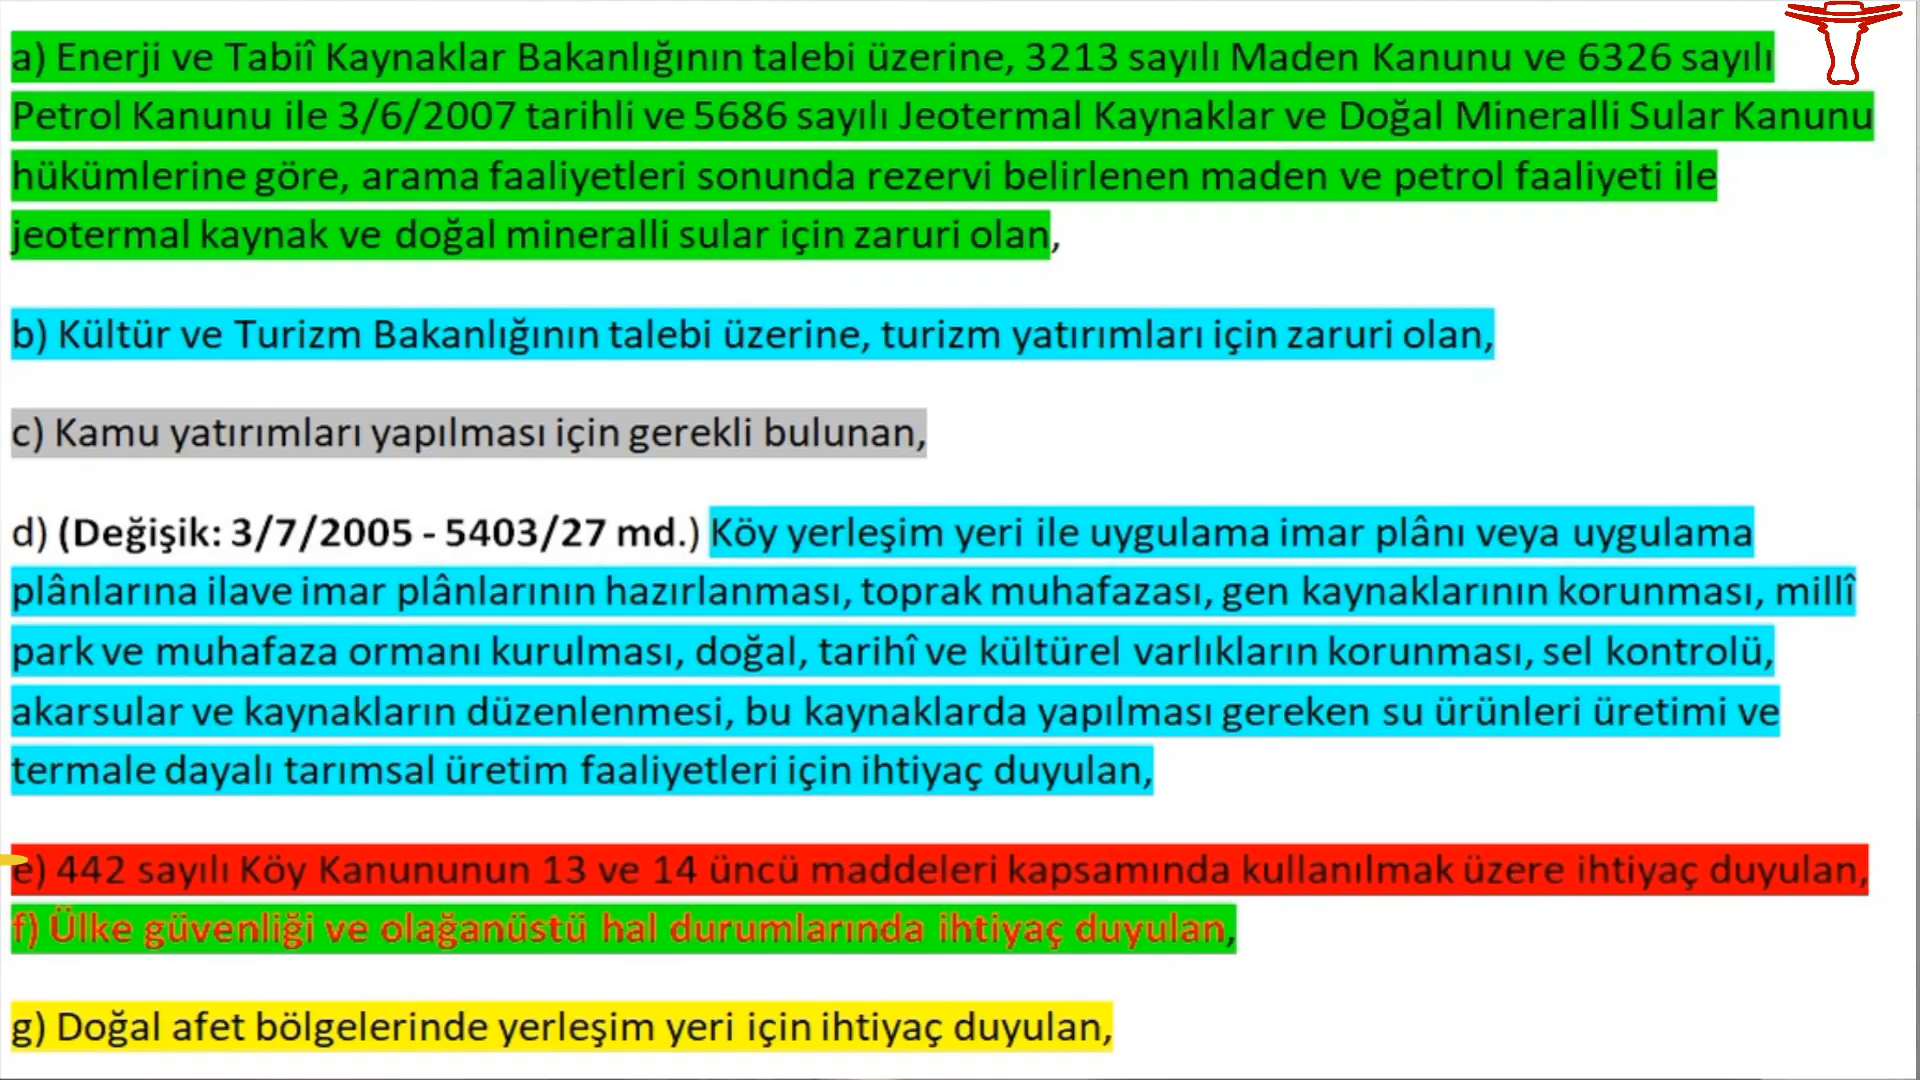 a) Enerji ve Tabiî Kaynaklar Bakanlığının talebi üzerine, 3213 sayılı Maden Kanunu ve 6326 sayılı
Petrol Kanunu ile 3/6/2007 tarihli ve 5686 sayılı Jeotermal Kaynaklar ve Doğal Mineralli Sular Kanunu
hükümlerine göre, arama faaliyetleri sonunda rezervi belirlenen maden ve petrol faaliyeti ile
jeotermal kaynak ve doğal mineralli sular için zaruri olan,
b) Kültür ve Turizm Bakanlığının talebi üzerine, turizm yatırımları için zaruri olan,
c) Kamu yatırımları yapılması için gerekli bulunan,
d) (Değişik: 3/7/2005 - 5403/27 md.) Köy yerleşim yeri ile uygulama imar plânı veya uygulama
plânlarına ilave imar plânlarının hazırlanması, toprak muhafazası, gen kaynaklarının korunması, millî
park ve muhafaza ormanı kurulması, doğal, tarihî ve kültürel varlıkların korunması, sel kontrolü,
akarsular ve kaynakların düzenlenmesi, bu kaynaklarda yapılması gereken su ürünleri üretimi ve
termale dayalı tarımsal üretim faaliyetleri için ihtiyaç duyulan,
e) 442 sayılı Köy Kanununun 13 ve 14 üncü maddeleri kapsamında kullanılmak üzere ihtiyaç duyulan,
f) Ülke güvenliği ve olağanüstü hal durumlarında ihtiyaç duyulan,
g) Doğal afet bölgelerinde yerleşim yeri için ihtiyaç duyulan,